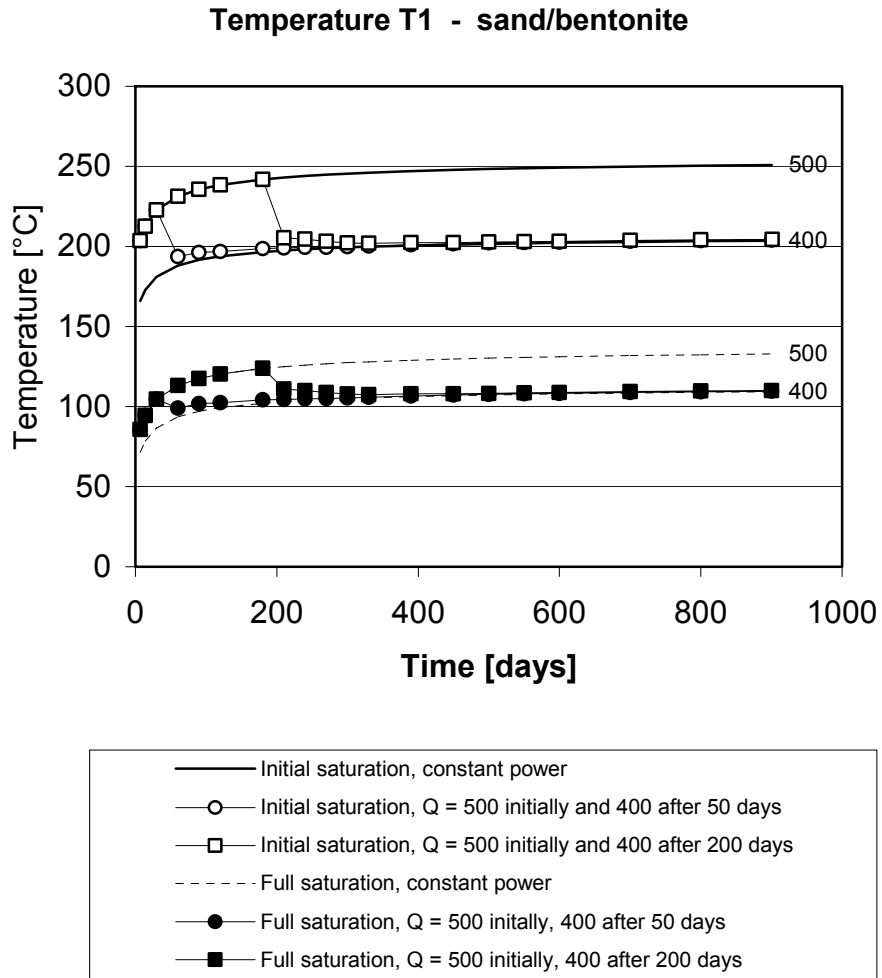 Temperature T1 - sand/bentonite
300
250
200
150
100
50
0
Temperature [°C]
500
400
500
400
0 200 400 600 800 1000
Time [days]
Initial saturation, constant power
Initial saturation, Q = 500 initially and 400 after 50 days
Initial saturation, Q = 500 initially and 400 after 200 days
Full saturation, constant power
Full saturation, Q = 500 initally, 400 after 50 days
Full saturation, Q = 500 initially, 400 after 200 days